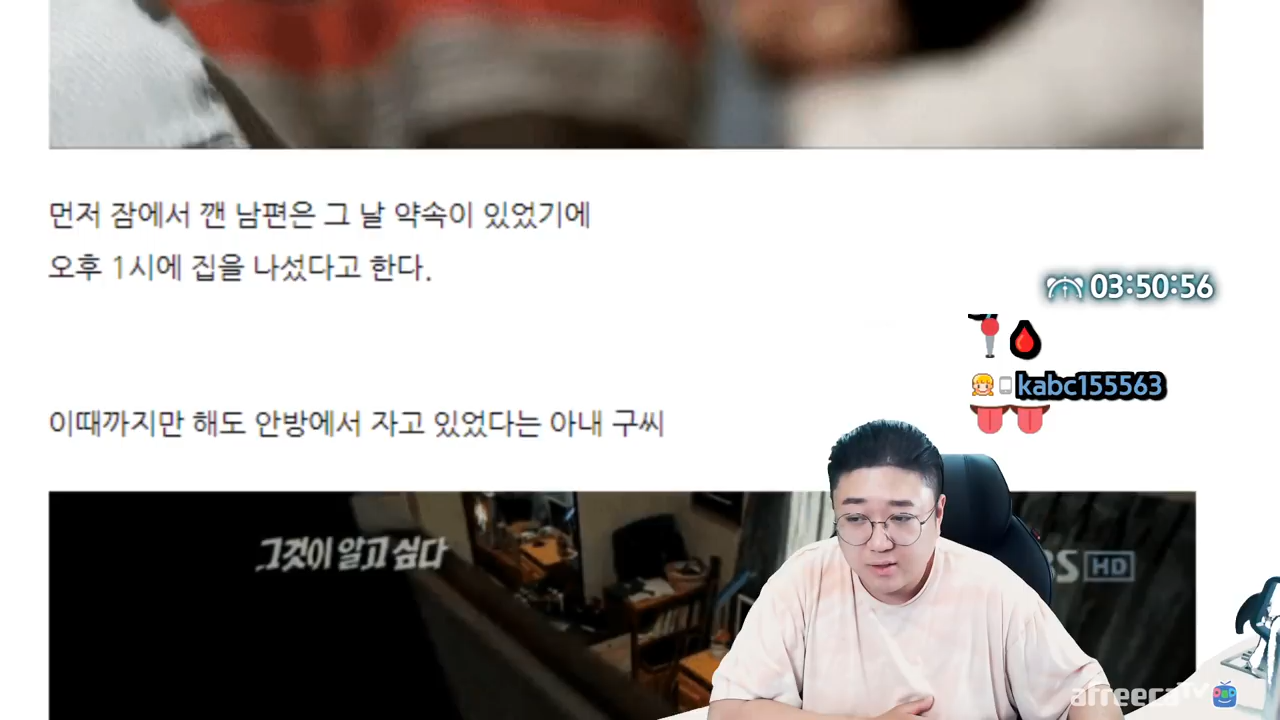 먼저 잠에서 깬 남편은 그 날 약속이 있었기에
오후 1시에 집을 나섰다고 한다.
03:50:56
kabc155563
이때까지만 해도 안방에서 자고 있었다는 아내 구씨
그것이 알고 싶다
BS HD
afreecaTV